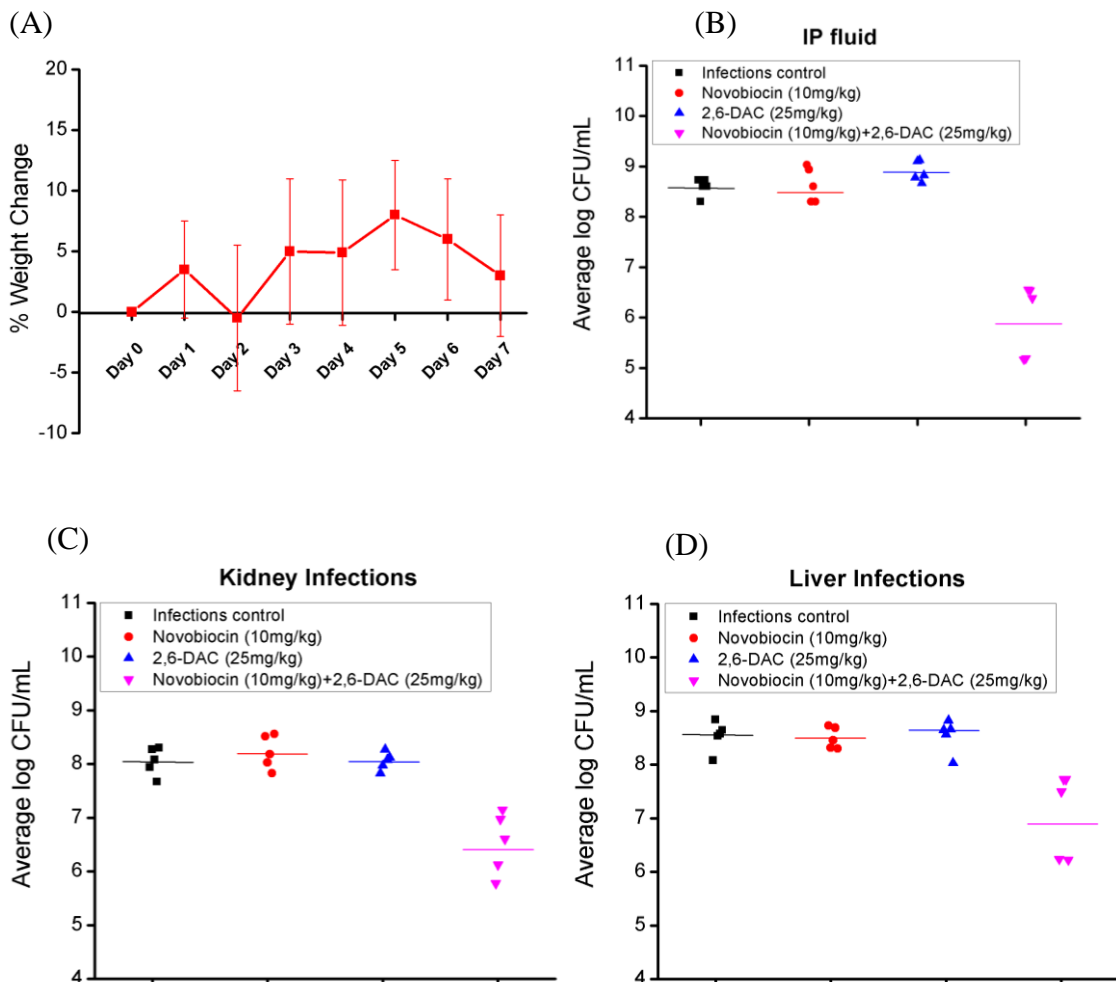 (A)
% Weight Change
20
15
10
5
0
-5
-10
Day 0
Day 1
Day 2
Day 3
Day 4
Day 5
Day 6
Day 7
(B)
IP fluid
Average log CFU/mL
11
10
9
8
7
6
5
4
Infections control
Novobiocin (10mg/kg)
2,6-DAC (25mg/kg)
Novobiocin (10mg/kg)+2,6-DAC (25mg/kg)
(C)
Kidney Infections
Average log CFU/mL
11
10
9
8
7
6
5
4
Infections control
Novobiocin (10mg/kg)
2,6-DAC (25mg/kg)
Novobiocin (10mg/kg)+2,6-DAC (25mg/kg)
(D)
Liver Infections
Average log CFU/mL
11
10
9
8
7
6
5
4
Infections control
Novobiocin (10mg/kg)
2,6-DAC (25mg/kg)
Novobiocin (10mg/kg)+2,6-DAC (25mg/kg)